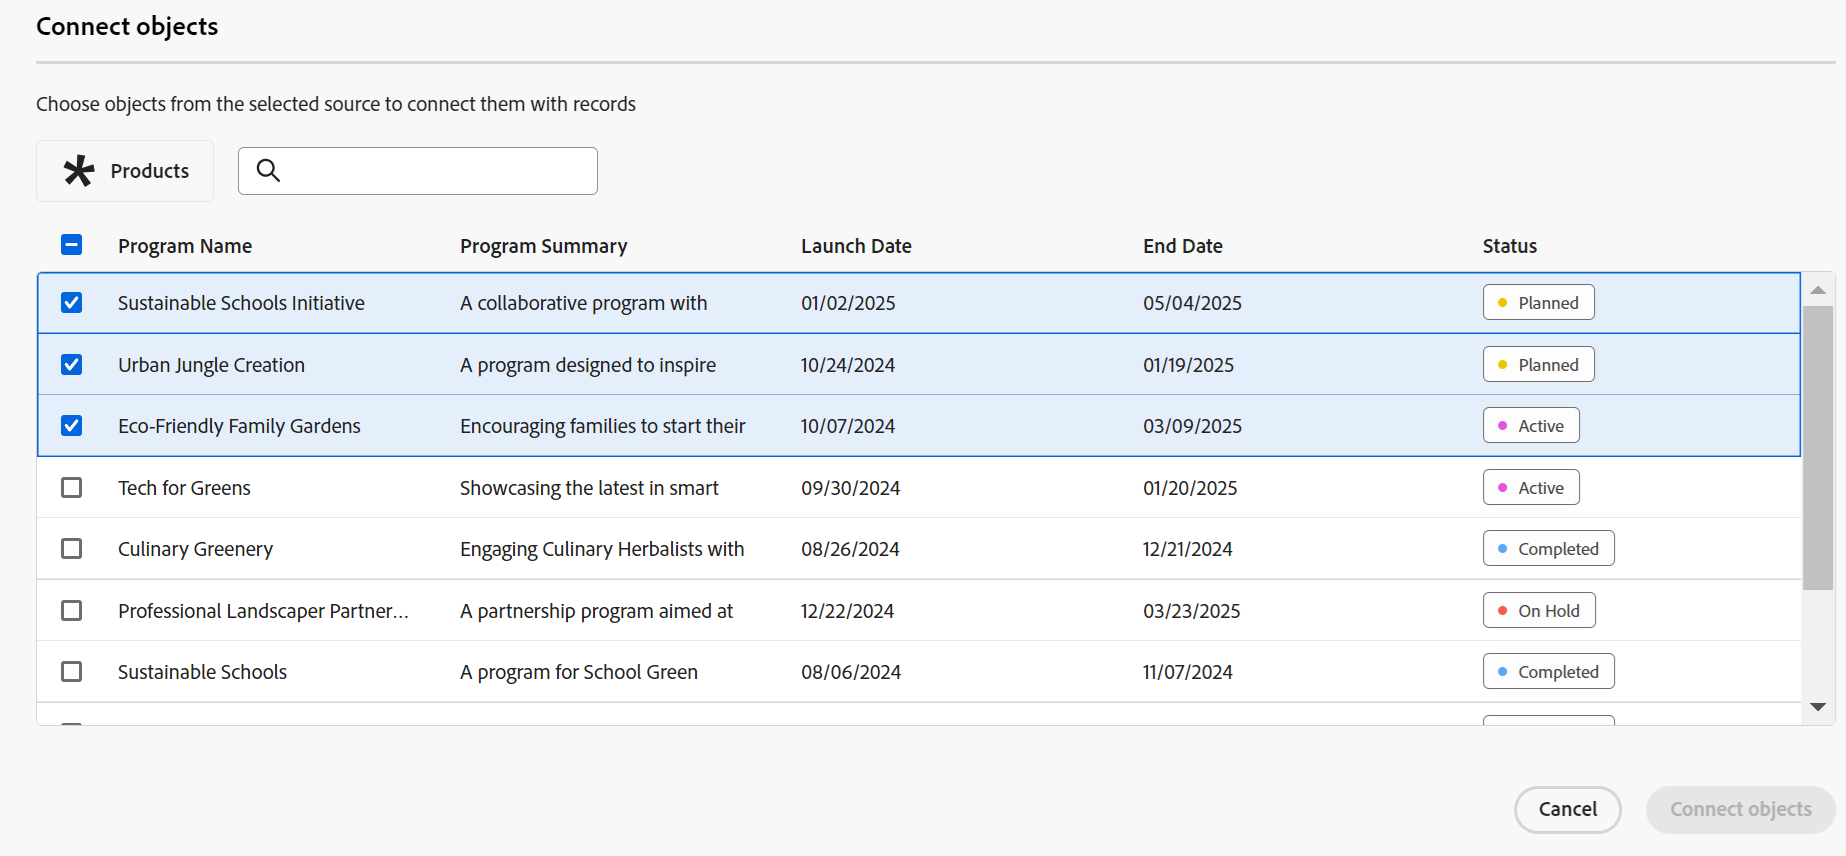 Connect objects
Choose objects from the selected source to connect them with records
Products
Program Name Program Summary Launch Date End Date Status
Sustainable Schools Initiative A collaborative program with 01/02/2025 05/04/2025 Planned
Urban Jungle Creation A program designed to inspire 10/24/2024 01/19/2025 Planned
Eco-Friendly Family Gardens Encouraging families to start their 10/07/2024 03/09/2025 Active
Tech for Greens Showcasing the latest in smart 09/30/2024 01/20/2025 Active
Culinary Greenery Engaging Culinary Herbalists with 08/26/2024 12/21/2024 Completed
Professional Landscaper Partner... A partnership program aimed at 12/22/2024 03/23/2025 On Hold
Sustainable Schools A program for School Green 08/06/2024 11/07/2024 Completed
Cancel Connect objects